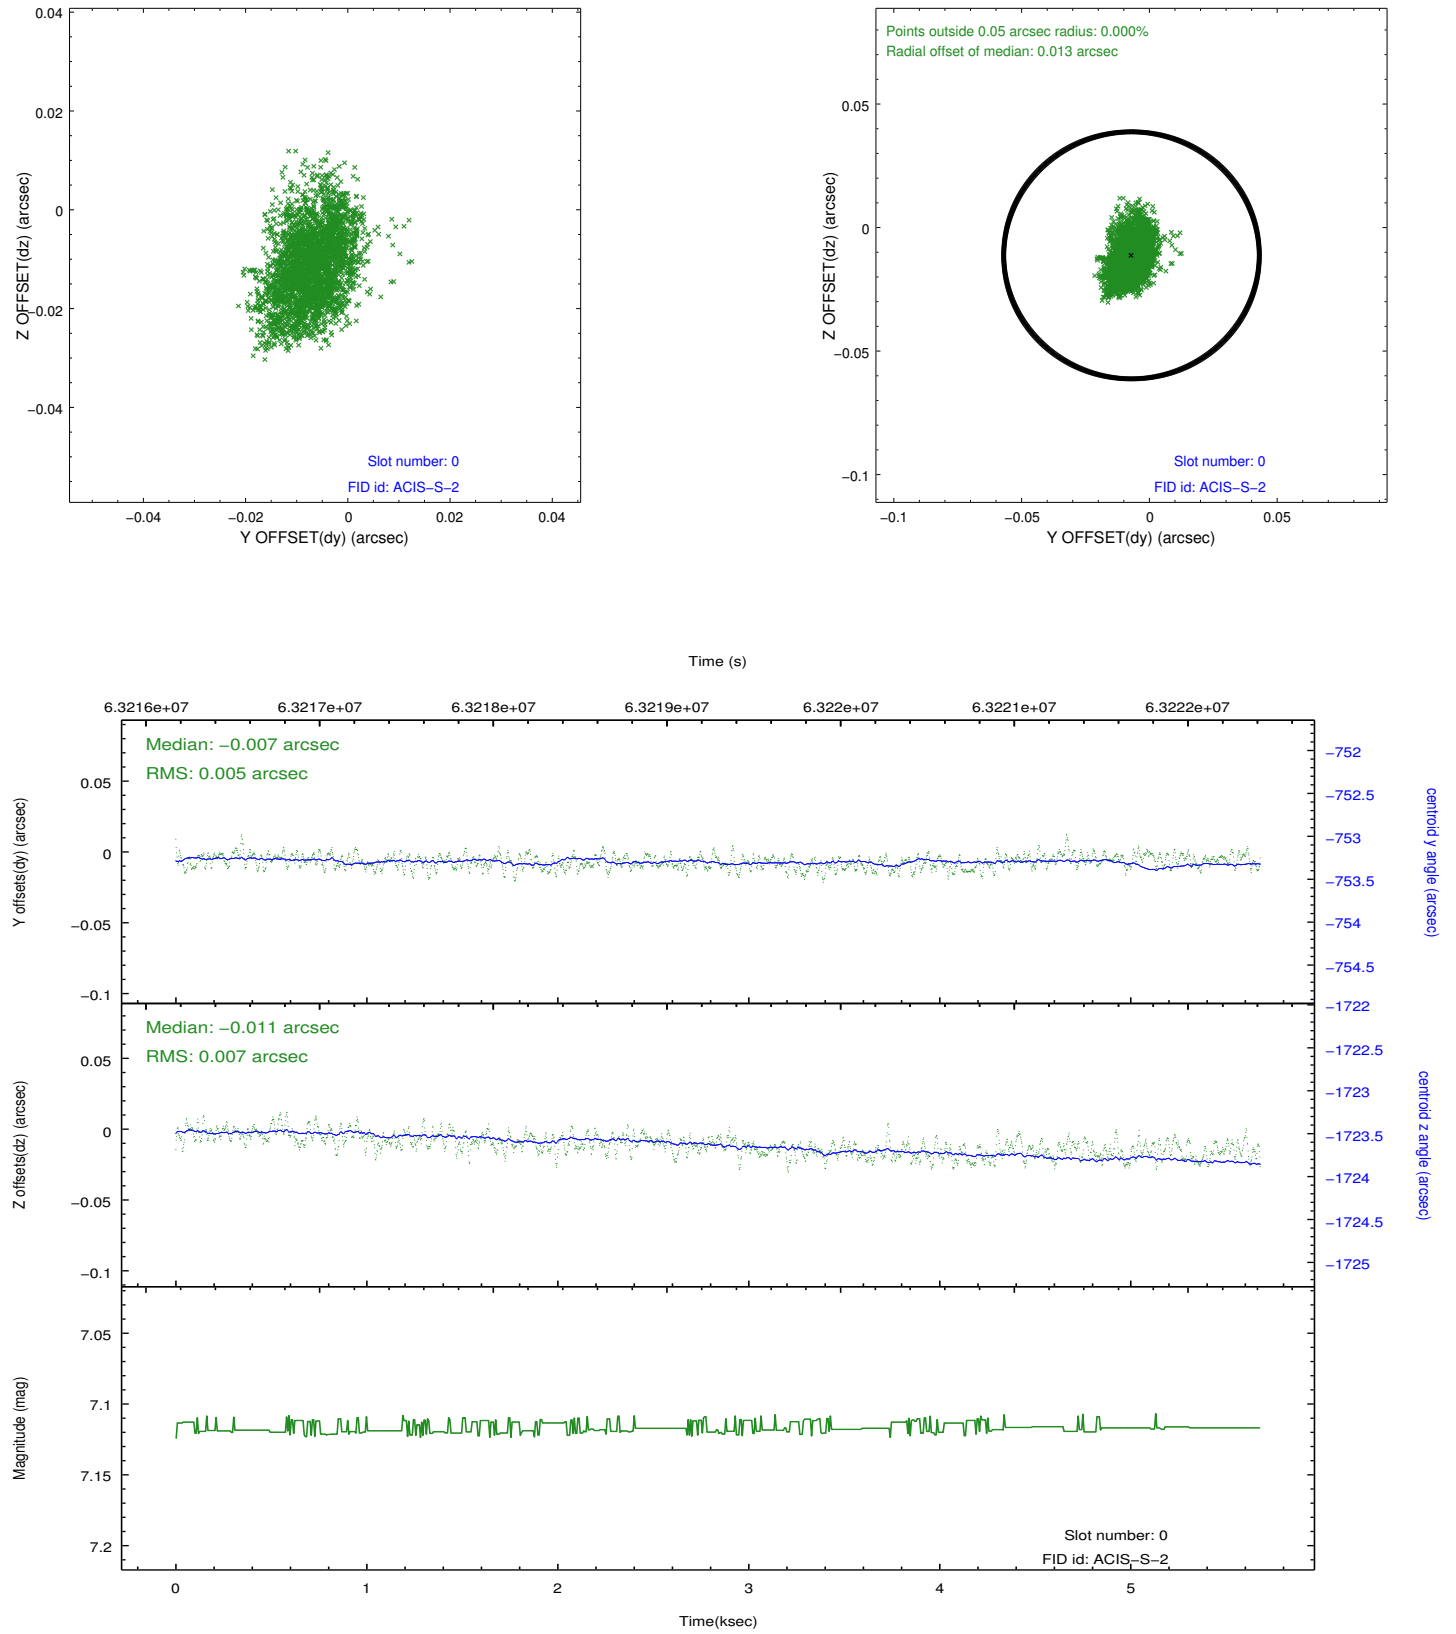 0.04
0.02
0
−0.02
−0.04
Z OFFSET(dz) (arcsec)
Slot number: 0
FID id: ACIS−S−2
−0.04
−0.02
0
0.02
0.04
Y OFFSET(dy) (arcsec)
Points outside 0.05 arcsec radius: 0.000%
Radial offset of median: 0.013 arcsec
0.05
0
−0.05
−0.1
Z OFFSET(dz) (arcsec)
Slot number: 0
FID id: ACIS−S−2
−0.1
−0.05
0
0.05
Y OFFSET(dy) (arcsec)
Time (s)
6.3216e+07
6.3217e+07
6.3218e+07
6.3219e+07
6.322e+07
6.3221e+07
6.3222e+07
Median: −0.007 arcsec
RMS: 0.005 arcsec
0.05
0
−0.05
−0.1
Y offsets(dy) (arcsec)
−752
−752.5
−753
−753.5
−754
−754.5
centroid y angle (arcsec)
Median: −0.011 arcsec
RMS: 0.007 arcsec
0.05
0
−0.05
−0.1
Z offsets(dz) (arcsec)
−1722
−1722.5
−1723
−1723.5
−1724
−1724.5
−1725
centroid z angle (arcsec)
7.05
7.1
7.15
7.2
Magnitude (mag)
Slot number: 0
FID id: ACIS−S−2
0
1
2
3
4
5
Time(ksec)